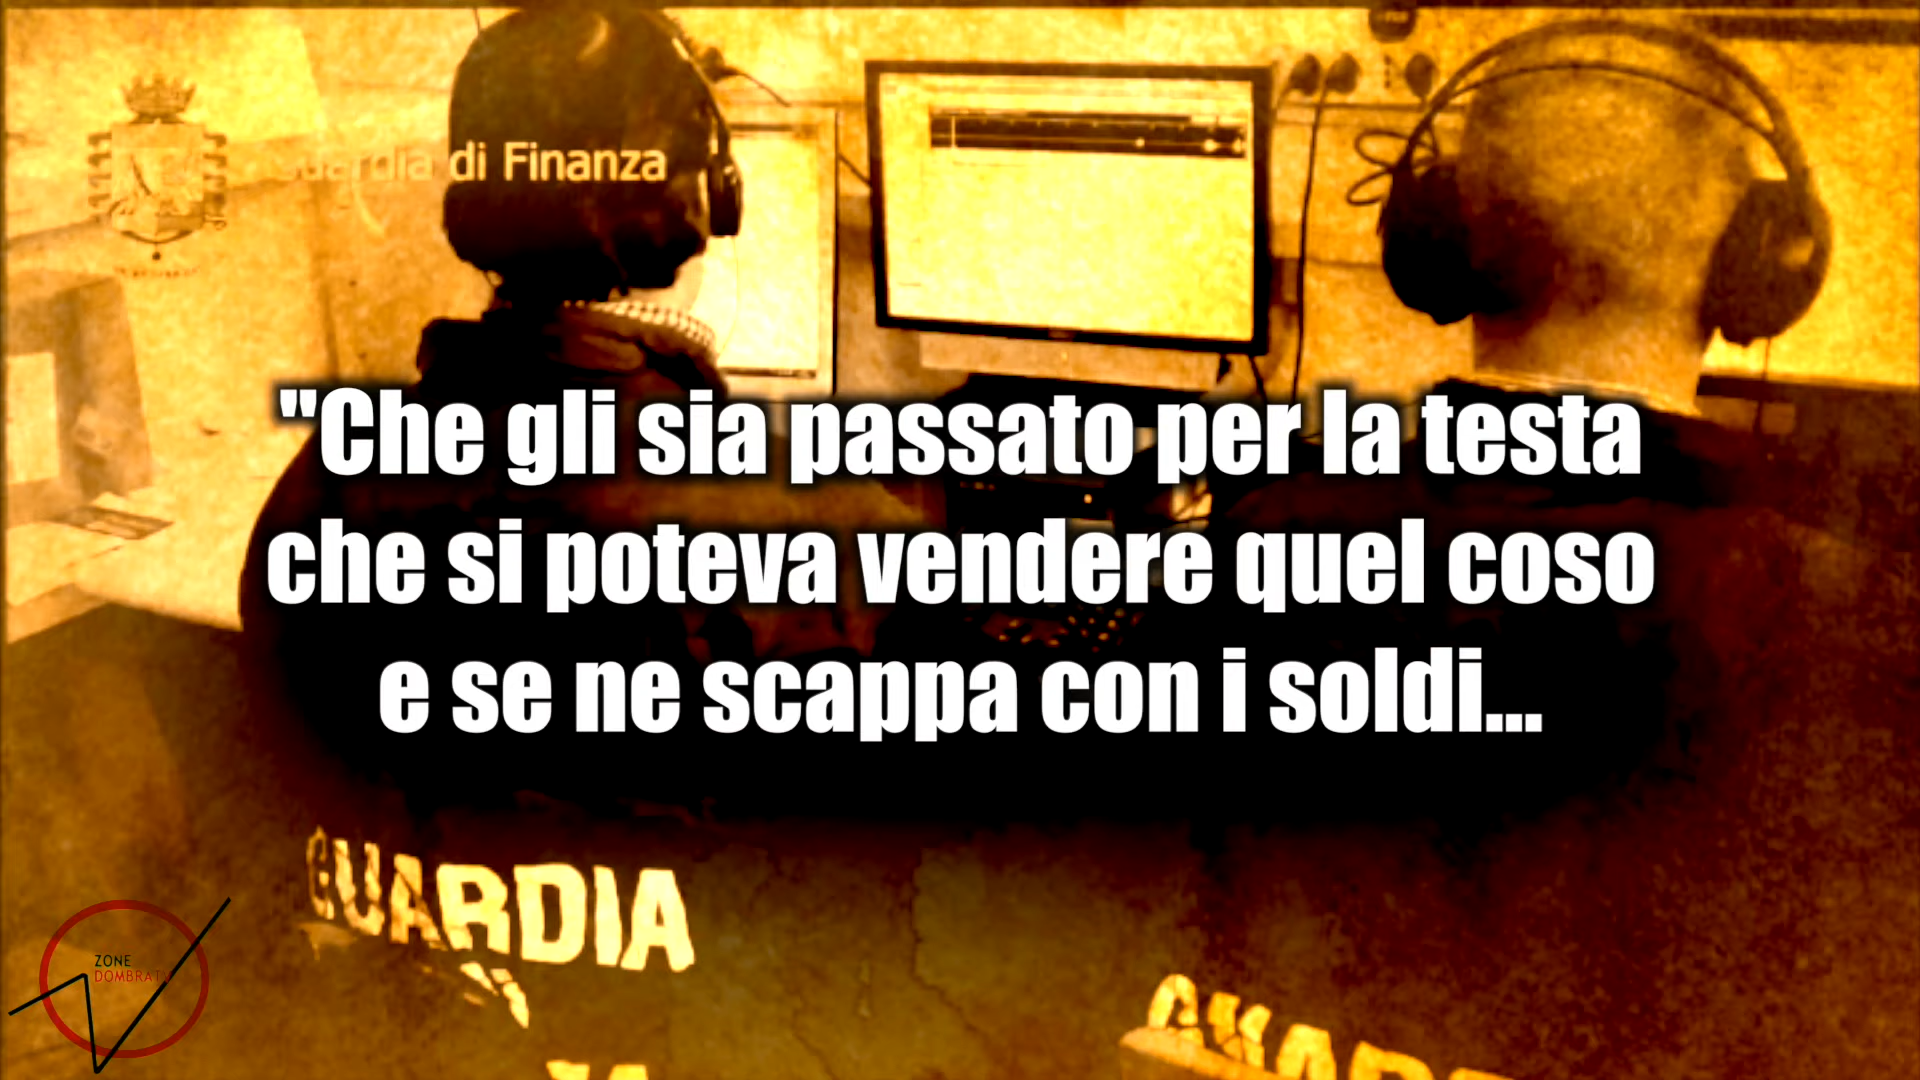 Guardia di Finanza
"Che gli sia passato per la testa
che si poteva vendere quel coso
e se ne scappa con i soldi...
GUARDIA
ZONE
DOMBRATV